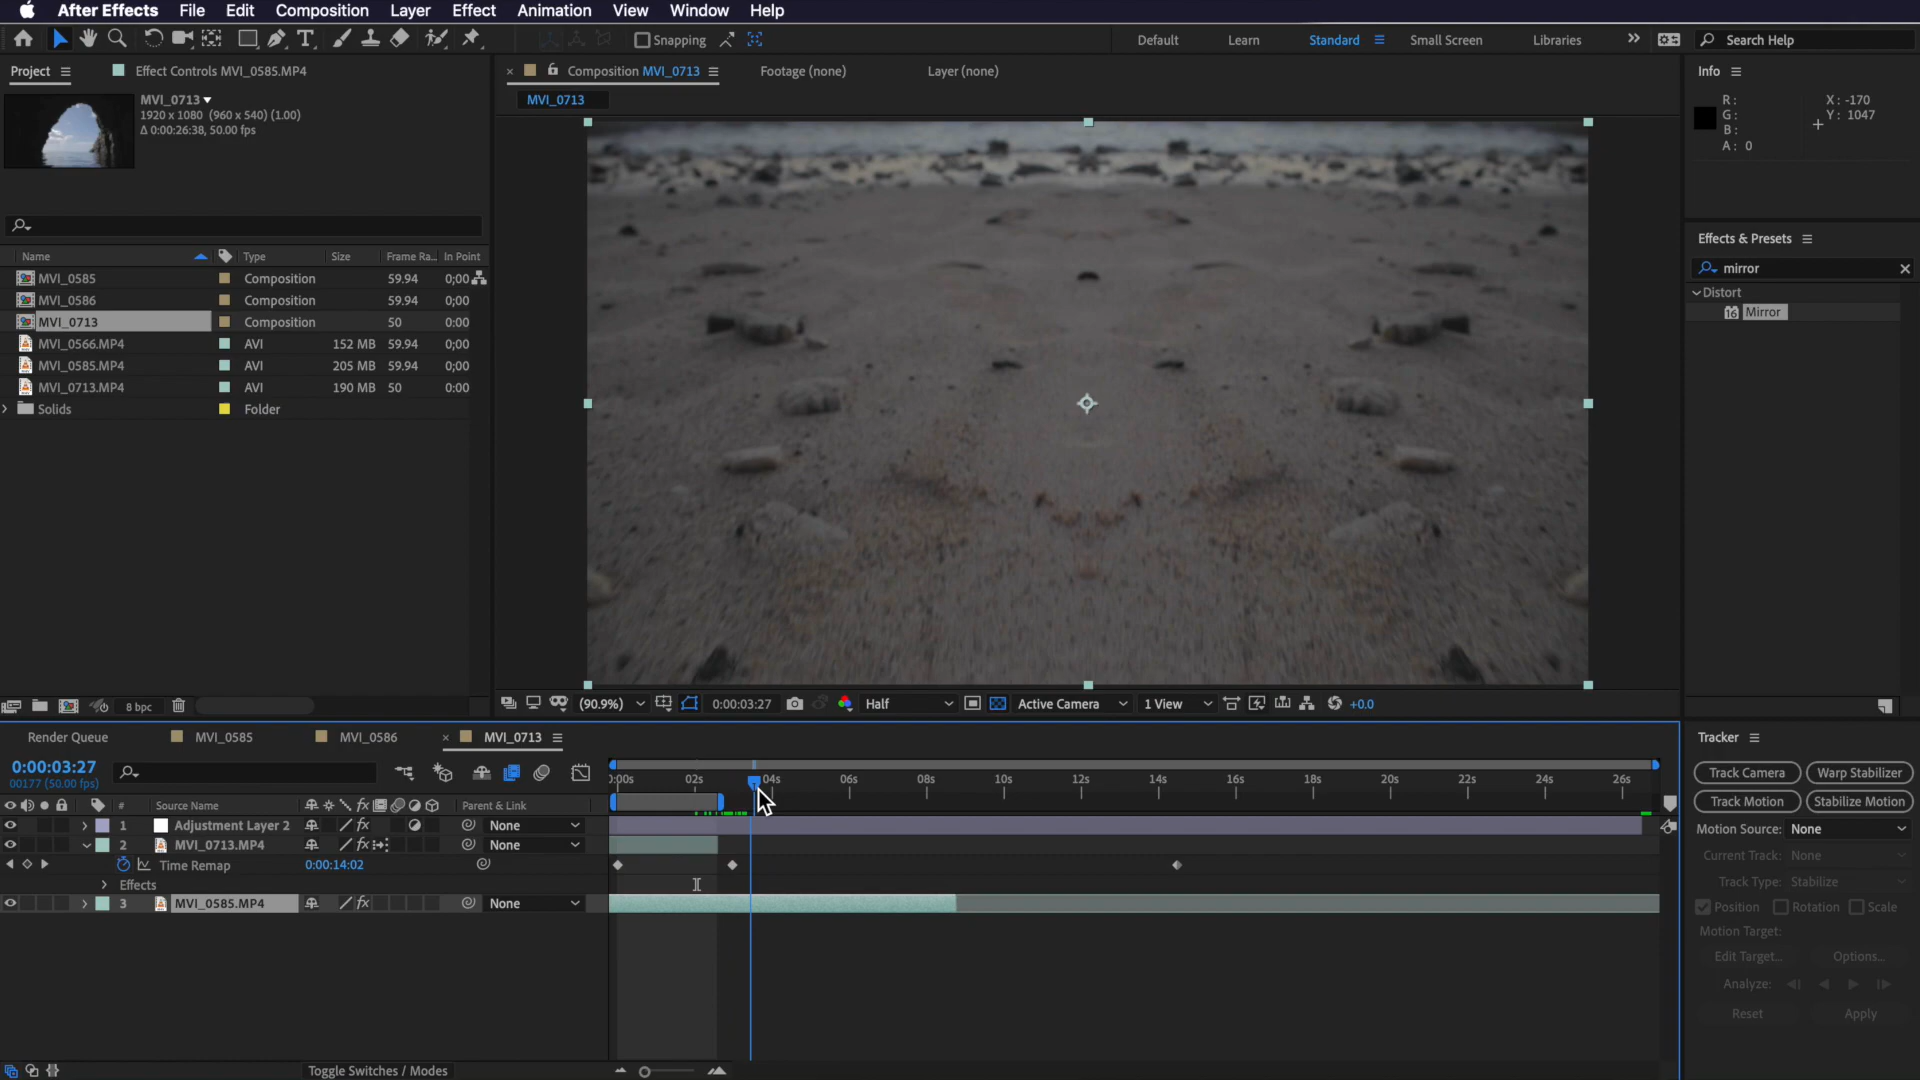 After Effects File Edit Composition Layer Effect Animation View Window Help
Snapping Default Learn Standard Small Screen Libraries Search Help
Project Effect Controls MVI_0585.MP4 Composition MVI_0713 Footage (none) Layer (none) Info
MVI_0713
1920 x 1080 (960 x 540) (1.00)
Δ 0:00:26:38, 50.00 fps
MVI_0713
R: X: -170
G: Y: 1047
B:
A: 0
Effects & Presets
mirror
Distort
16 Mirror
Name Type Size Frame Ra... In Point
MVI_0585 Composition 59.94 0;00
MVI_0586 Composition 59.94 0;00
MVI_0713 Composition 50 0:00
MVI_0566.MP4 AVI 152 MB 59.94 0;00
MVI_0585.MP4 AVI 205 MB 59.94 0;00
MVI_0713.MP4 AVI 190 MB 50 0:00
Solids Folder
8 bpc (90.9%) 0:00:03:27 Half Active Camera 1 View +0.0
Render Queue MVI_0585 MVI_0586 MVI_0713
0:00:03:27
00177 (50.00 fps)
):00s 02s 04s 06s 08s 10s 12s 14s 16s 18s 20s 22s 24s 26s
# Source Name fx Parent & Link
1 Adjustment Layer 2 fx None
2 MVI_0713.MP4 fx None
Time Remap 0:00:14:02
Effects
3 MVI_0585.MP4 fx None
Toggle Switches / Modes
Tracker
Track Camera Warp Stabilizer
Track Motion Stabilize Motion
Motion Source: None
Current Track: None
Track Type: Stabilize
Position Rotation Scale
Motion Target:
Edit Target... Options...
Analyze:
Reset Apply